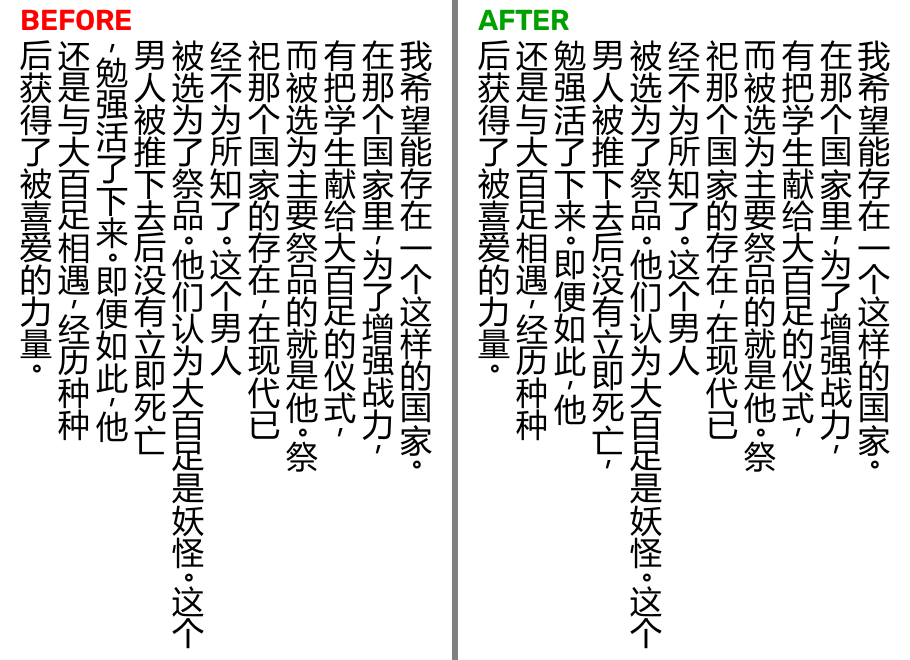 BEFORE
我希望能存在一个这样的国家。
在那个国家里，为了增强战力，
有把学生献给大百足的仪式，
而被选为主要祭品的就是他。祭
祀那个国家的存在，在现代已
经不为所知了。这个男人
被选为了祭品。他们认为大百足是妖怪。这个
男人被推下去后没有立即死亡
，勉强活了下来。即便如此，他
还是与大百足相遇，经历种种
后获得了被喜爱的力量。
AFTER
我希望能存在一个这样的国家。
在那个国家里，为了增强战力，
有把学生献给大百足的仪式，
而被选为主要祭品的就是他。祭
祀那个国家的存在，在现代已
经不为所知了。这个男人
被选为了祭品。他们认为大百足是妖怪。这个
男人被推下去后没有立即死亡，
勉强活了下来。即便如此，他
还是与大百足相遇，经历种种
后获得了被喜爱的力量。